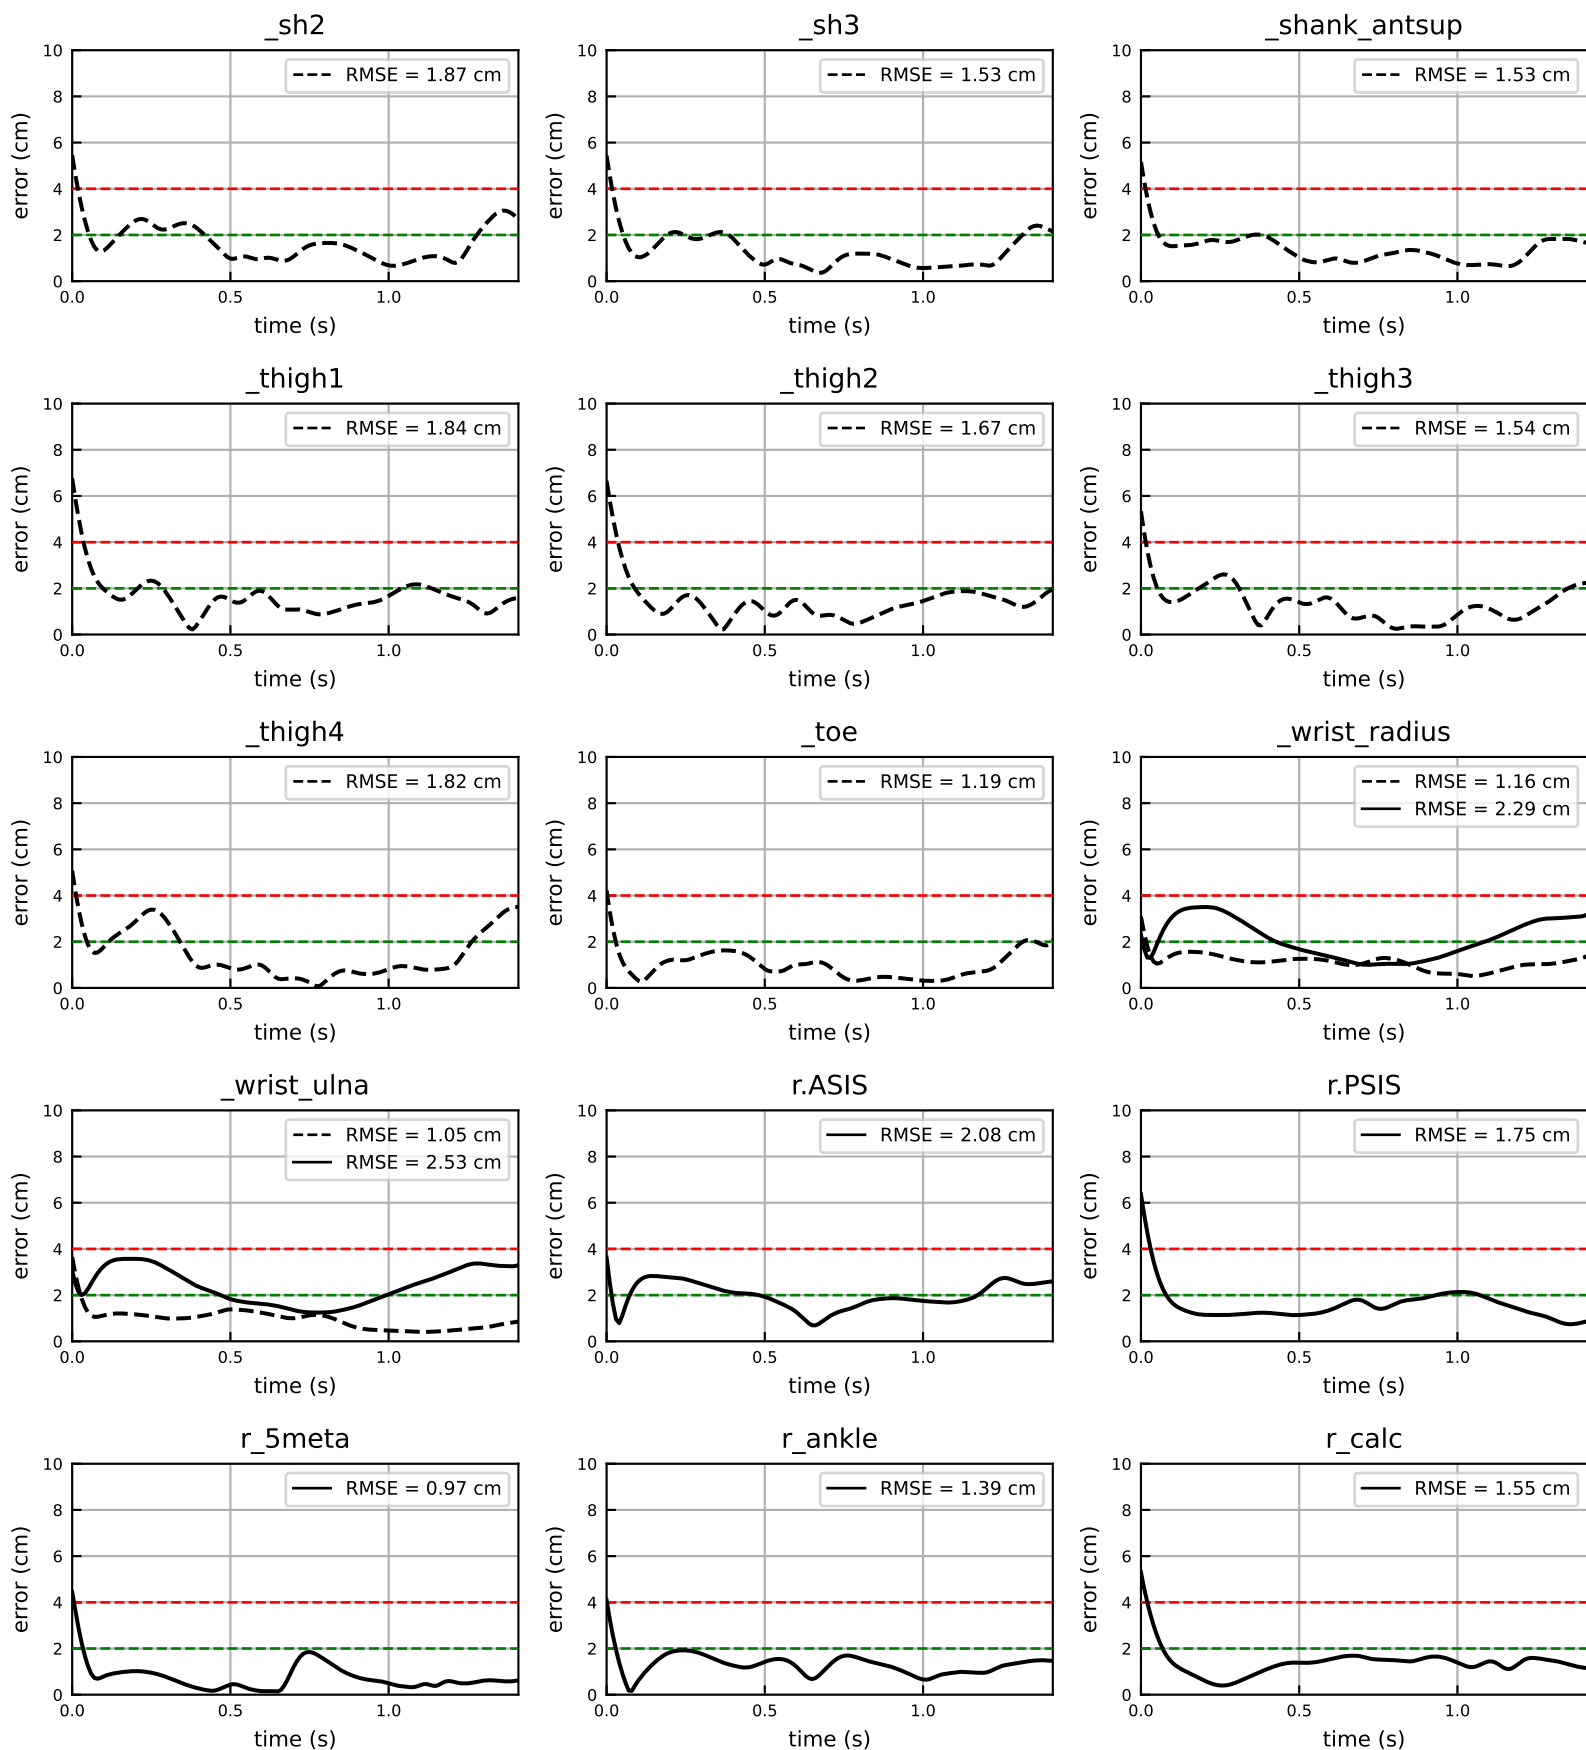 _sh2
10
8
6
4
2
0
error (cm)
RMSE = 1.87 cm
0.0 0.5 1.0
time (s)
_sh3
10
8
6
4
2
0
error (cm)
RMSE = 1.53 cm
0.0 0.5 1.0
time (s)
_shank_antsup
10
8
6
4
2
0
error (cm)
RMSE = 1.53 cm
0.0 0.5 1.0
time (s)
_thigh1
10
8
6
4
2
0
error (cm)
RMSE = 1.84 cm
0.0 0.5 1.0
time (s)
_thigh2
10
8
6
4
2
0
error (cm)
RMSE = 1.67 cm
0.0 0.5 1.0
time (s)
_thigh3
10
8
6
4
2
0
error (cm)
RMSE = 1.54 cm
0.0 0.5 1.0
time (s)
_thigh4
10
8
6
4
2
0
error (cm)
RMSE = 1.82 cm
0.0 0.5 1.0
time (s)
_toe
10
8
6
4
2
0
error (cm)
RMSE = 1.19 cm
0.0 0.5 1.0
time (s)
_wrist_radius
10
8
6
4
2
0
error (cm)
RMSE = 1.16 cm
RMSE = 2.29 cm
0.0 0.5 1.0
time (s)
_wrist_ulna
10
8
6
4
2
0
error (cm)
RMSE = 1.05 cm
RMSE = 2.53 cm
0.0 0.5 1.0
time (s)
r.ASIS
10
8
6
4
2
0
error (cm)
RMSE = 2.08 cm
0.0 0.5 1.0
time (s)
r.PSIS
10
8
6
4
2
0
error (cm)
RMSE = 1.75 cm
0.0 0.5 1.0
time (s)
r_5meta
10
8
6
4
2
0
error (cm)
RMSE = 0.97 cm
0.0 0.5 1.0
time (s)
r_ankle
10
8
6
4
2
0
error (cm)
RMSE = 1.39 cm
0.0 0.5 1.0
time (s)
r_calc
10
8
6
4
2
0
error (cm)
RMSE = 1.55 cm
0.0 0.5 1.0
time (s)